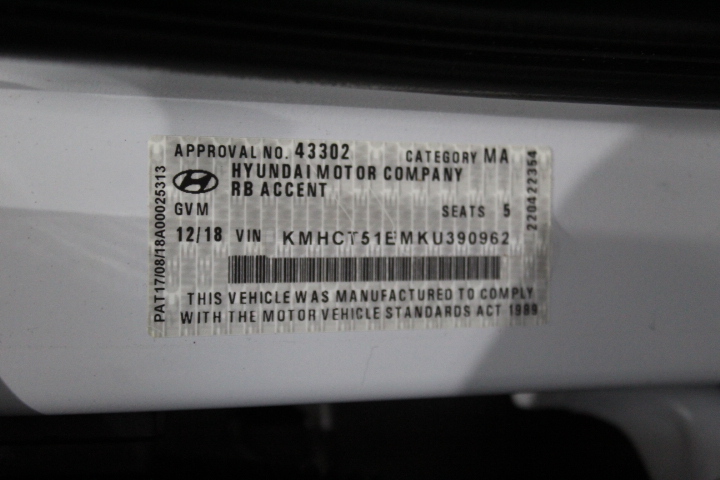 APPROVAL NO. 43302 CATEGORY MA
HYUNDAI MOTOR COMPANY
RB ACCENT
GVM SEATS 5
12/18 VIN KMHCT51EMKU390962
THIS VEHICLE WAS MANUFACTURED TO COMPLY
WITH THE MOTOR VEHICLE STANDARDS ACT 1989
PAT17/08/18A00025313
220422354